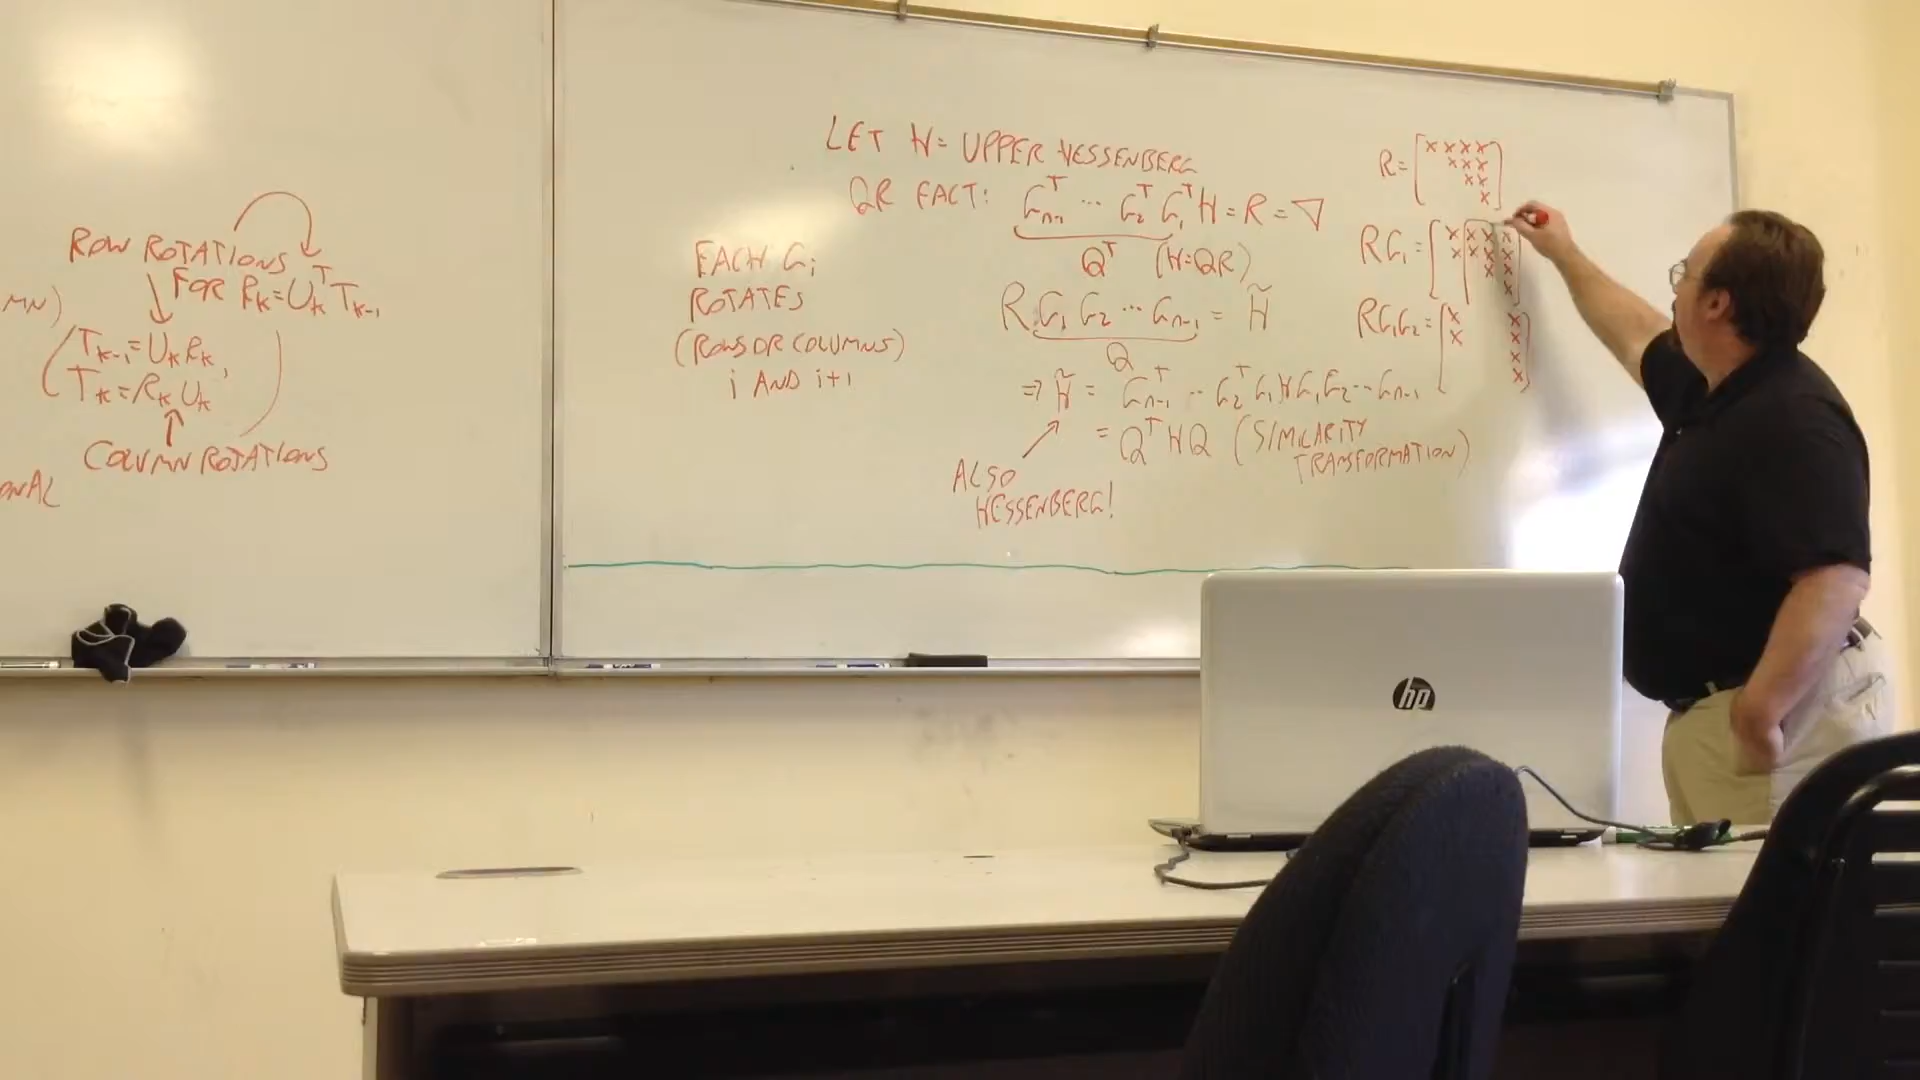 ROW ROTATIONS
FOR R_k = U_k^T T_{k-1}
MN)
(T_{k-1} = U_k R_k,
T_k = R_k U_k)
COLUMN ROTATIONS
ONAL
LET H = UPPER HESSENBERG
QR FACT: G_{n-1}^T ... G_2^T G_1^T H = R = ▽
Q^T (H=QR)
EACH G_i
ROTATES
(ROWS OR COLUMNS)
i AND i+1
R G_1 G_2 ... G_{n-1} = H̃
Q
⇒ H̃ = G_{n-1}^T ... G_2^T G_1 H G_1 G_2 ... G_{n-1}
= Q^T H Q (SIMILARITY
TRANSFORMATION)
ALSO
HESSENBERG!
R = [x x x x
x x x
x x
x]
RG_1 = [x x x x
x x x x
x x
x]
RG_1G_2 = [x x
x x
x
x]
hp